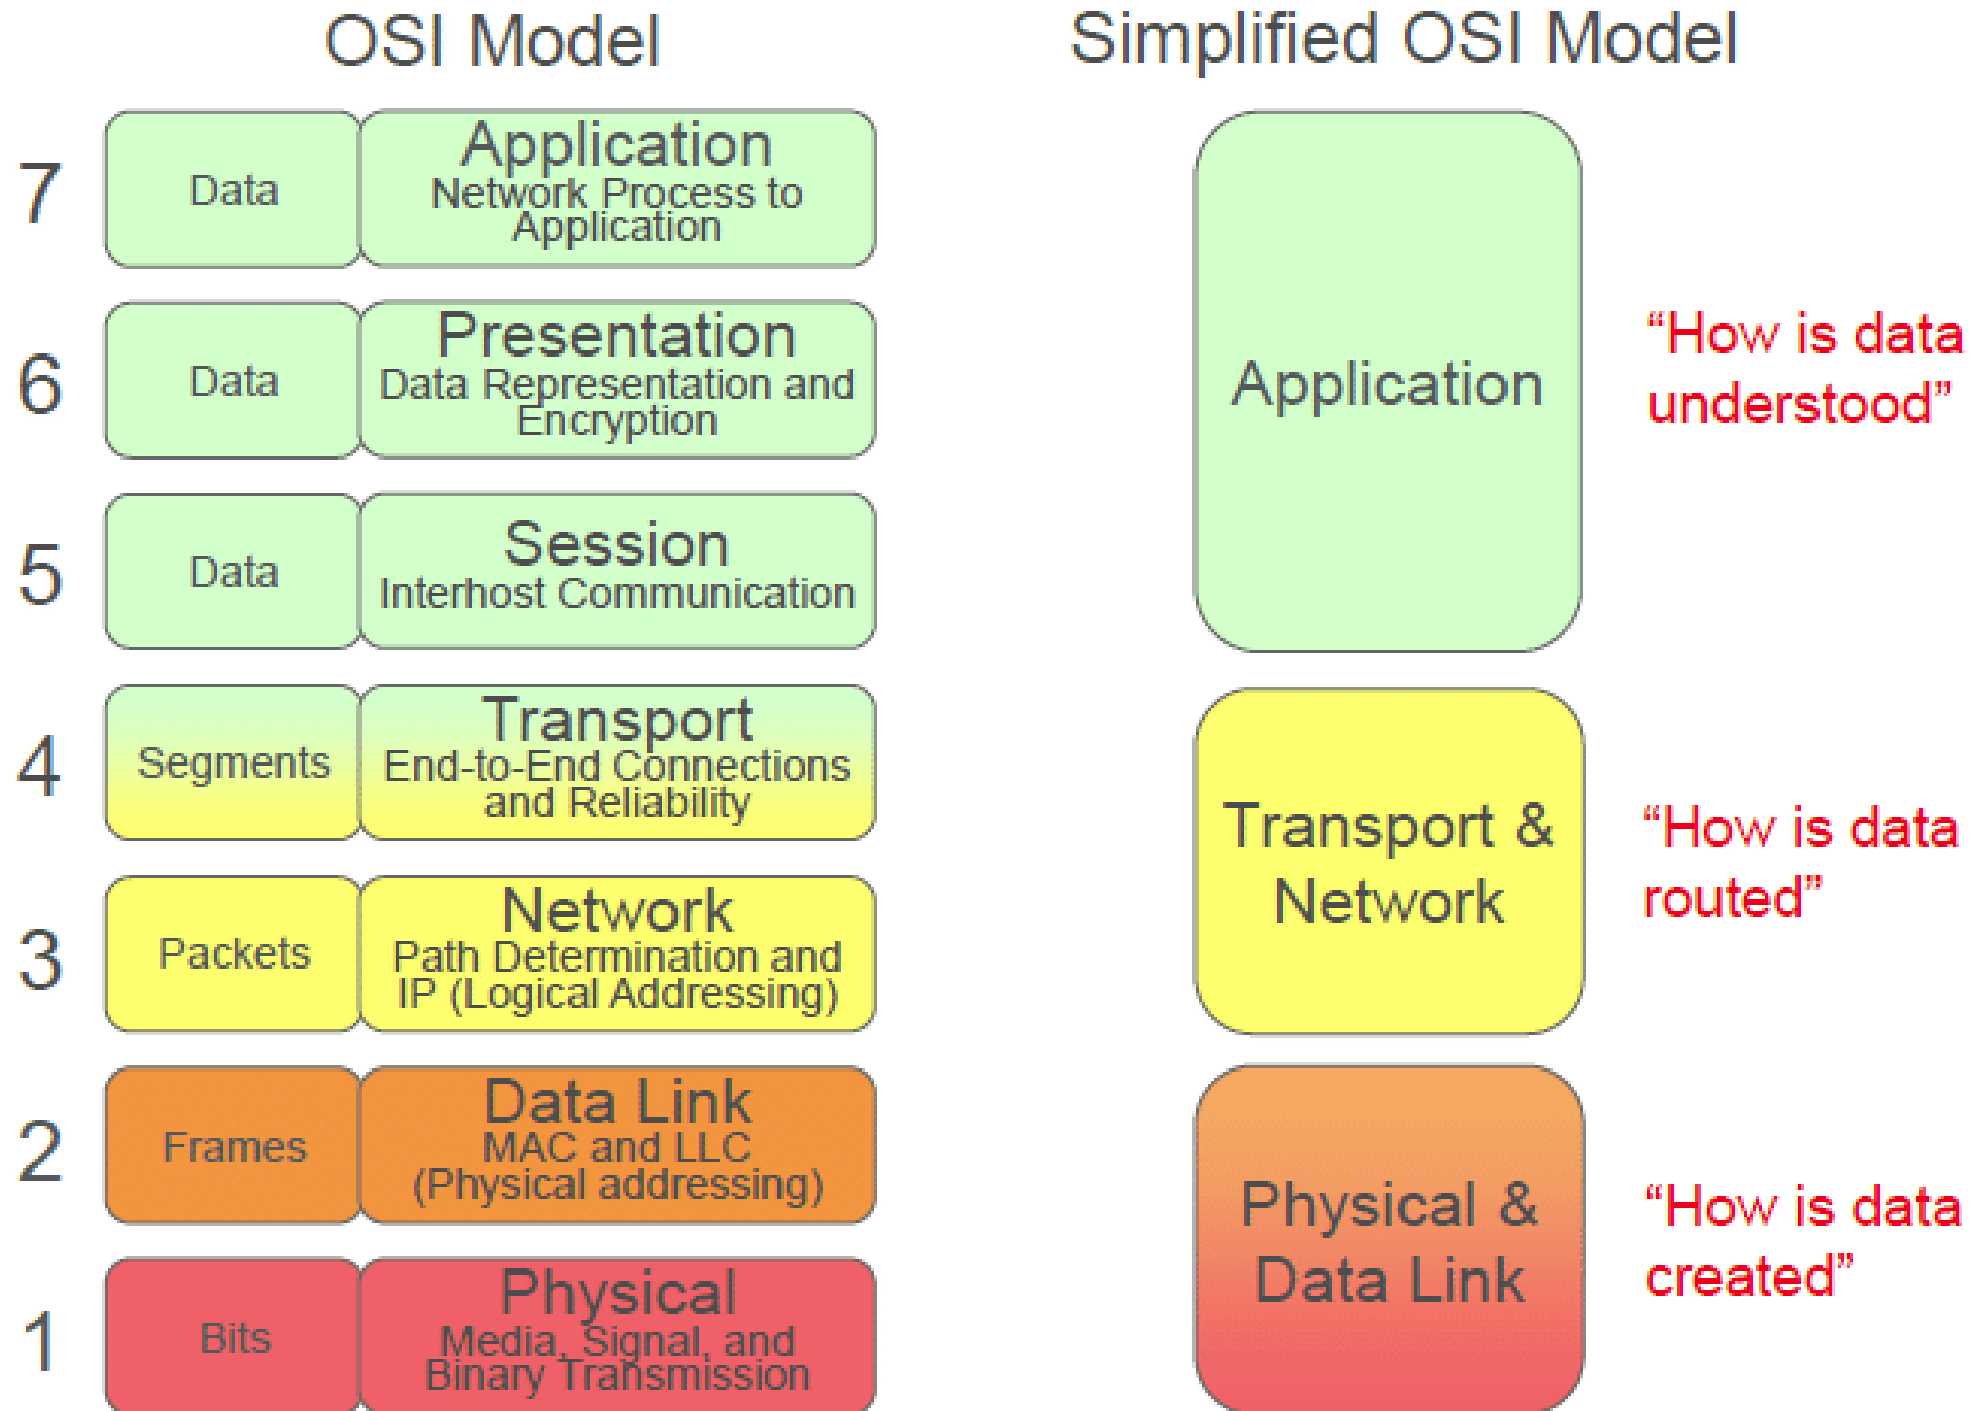 OSI Model
7
Data
Application
Network Process to
Application
6
Data
Presentation
Data Representation and
Encryption
5
Data
Session
Interhost Communication
4
Segments
Transport
End-to-End Connections
and Reliability
3
Packets
Network
Path Determination and
IP (Logical Addressing)
2
Frames
Data Link
MAC and LLC
(Physical addressing)
1
Bits
Physical
Media, Signal, and
Binary Transmission
Simplified OSI Model
Application
“How is data
understood”
Transport &
Network
“How is data
routed”
Physical &
Data Link
“How is data
created”